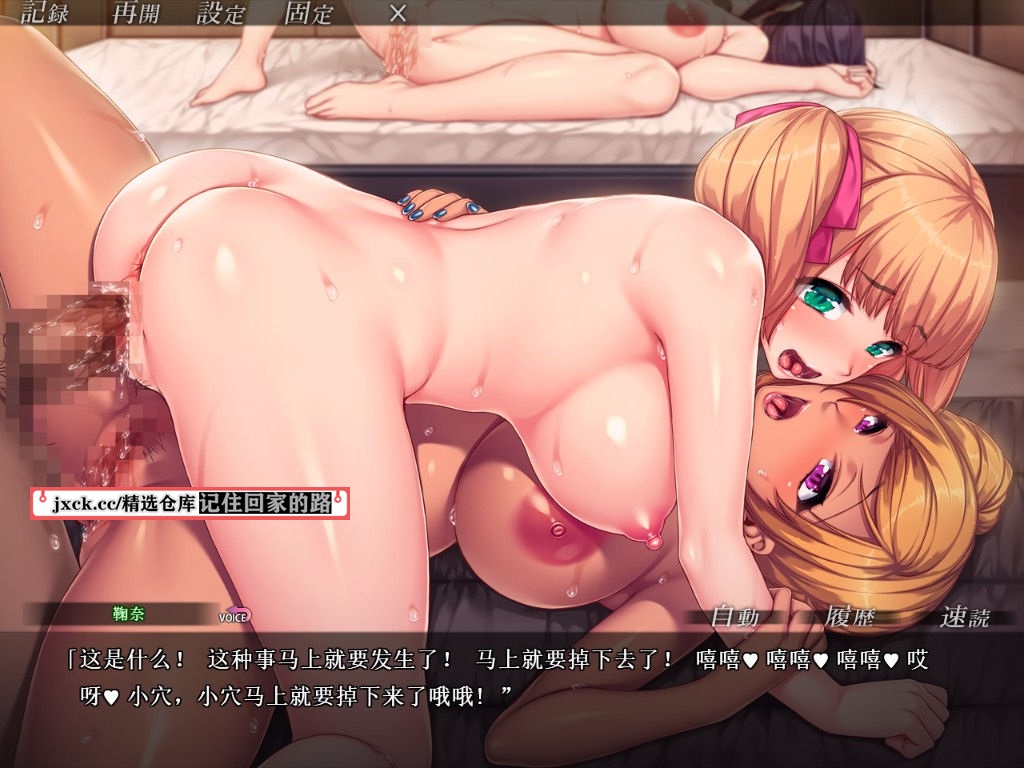 記録 再開 設定 固定 ×
jxck.cc/精选仓库 记住回家的路
鞠奈 VOICE
自動 履歴 速読
「这是什么！ 这种事马上就要发生了！ 马上就要掉下去了！ 嘻嘻♥ 嘻嘻♥ 嘻嘻♥ 哎
呀♥ 小穴，小穴马上就要掉下来了哦哦！”